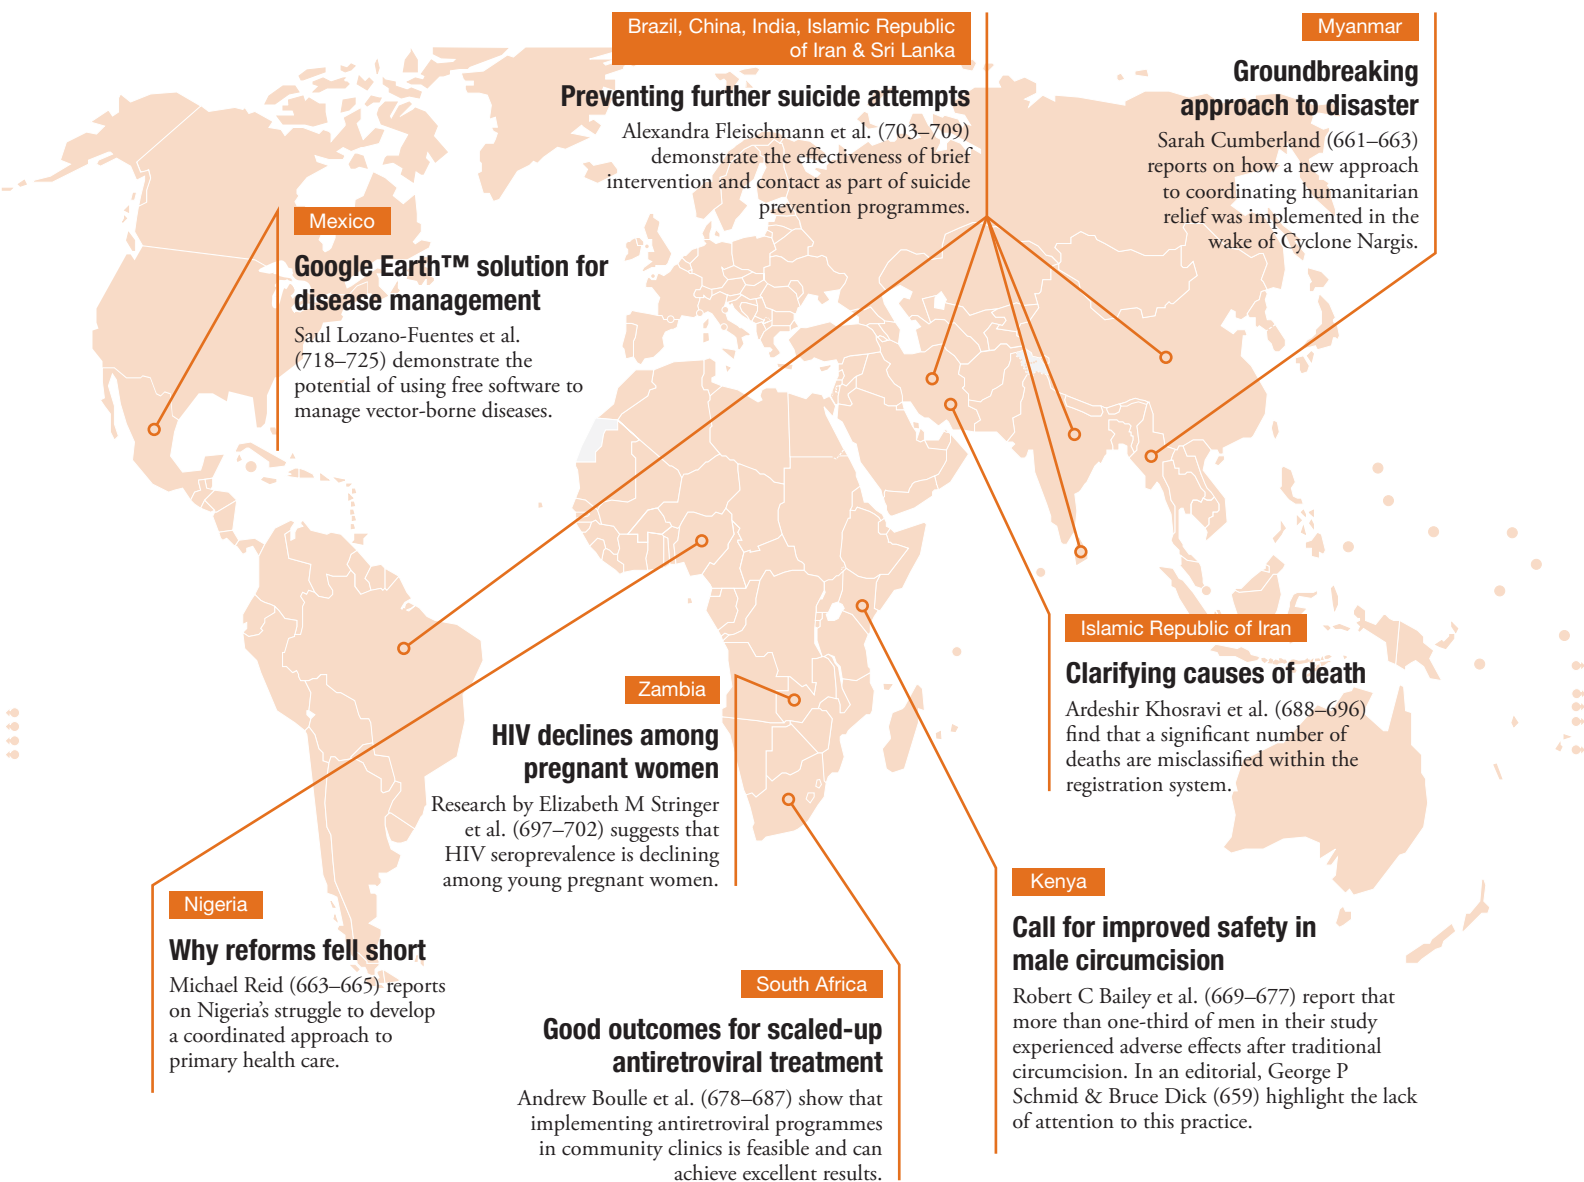 Brazil, China, India, Islamic Republic
of Iran & Sri Lanka
Preventing further suicide attempts
Alexandra Fleischmann et al. (703–709)
demonstrate the effectiveness of brief
intervention and contact as part of suicide
prevention programmes.
Myanmar
Groundbreaking
approach to disaster
Sarah Cumberland (661–663)
reports on how a new approach
to coordinating humanitarian
relief was implemented in the
wake of Cyclone Nargis.
Mexico
Google Earth™ solution for
disease management
Saul Lozano-Fuentes et al.
(718–725) demonstrate the
potential of using free software to
manage vector-borne diseases.
Islamic Republic of Iran
Clarifying causes of death
Ardeshir Khosravi et al. (688–696)
find that a significant number of
deaths are misclassified within the
registration system.
Zambia
HIV declines among
pregnant women
Research by Elizabeth M Stringer
et al. (697–702) suggests that
HIV seroprevalence is declining
among young pregnant women.
Nigeria
Why reforms fell short
Michael Reid (663–665) reports
on Nigeria’s struggle to develop
a coordinated approach to
primary health care.
Kenya
Call for improved safety in
male circumcision
Robert C Bailey et al. (669–677) report that
more than one-third of men in their study
experienced adverse effects after traditional
circumcision. In an editorial, George P
Schmid & Bruce Dick (659) highlight the lack
of attention to this practice.
South Africa
Good outcomes for scaled-up
antiretroviral treatment
Andrew Boulle et al. (678–687) show that
implementing antiretroviral programmes
in community clinics is feasible and can
achieve excellent results.